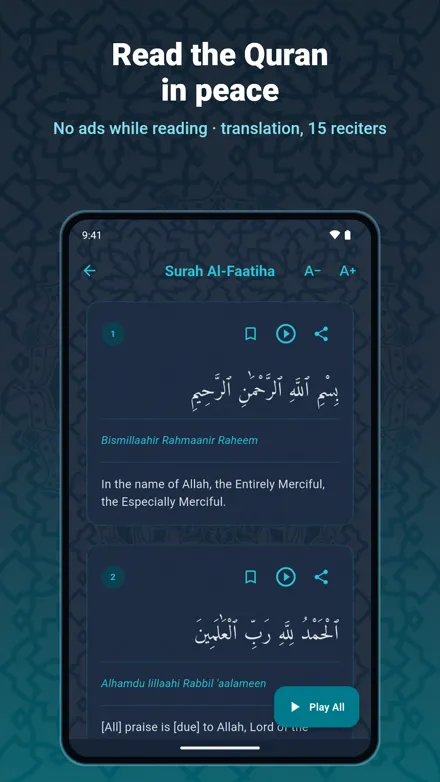 Read the Quran
in peace
No ads while reading · translation, 15 reciters
9:41
Surah Al-Faatiha A- A+
1
بِسْمِ ٱللَّهِ ٱلرَّحْمَٰنِ ٱلرَّحِيمِ
Bismillaahir Rahmaanir Raheem
In the name of Allah, the Entirely Merciful,
the Especially Merciful.
2
ٱلْحَمْدُ لِلَّهِ رَبِّ ٱلْعَٰلَمِينَ
Alhamdu lillaahi Rabbil 'aalameen
[All] praise is [due] to Allah, Lord of the
Play All